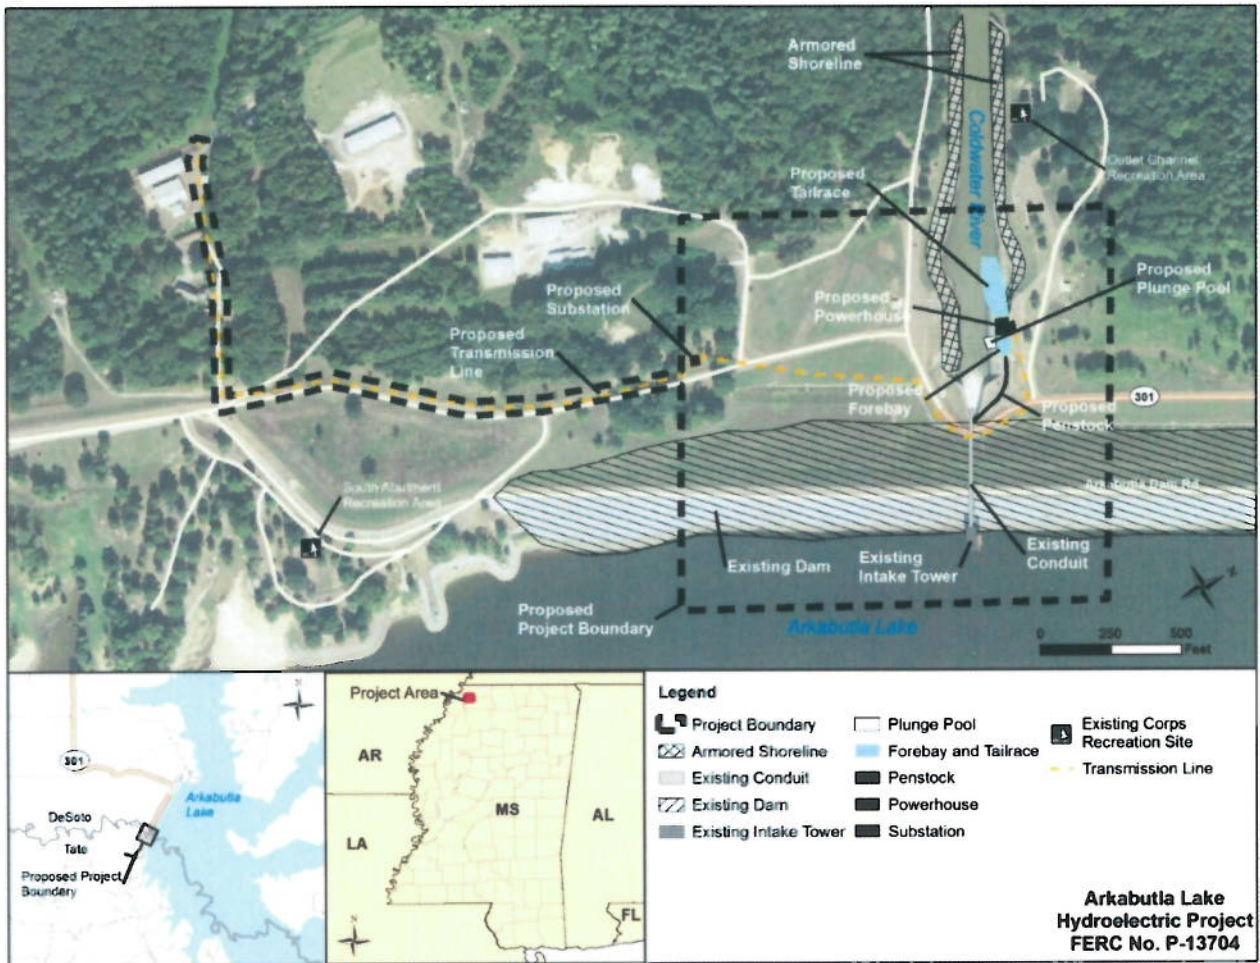 Armored
Shoreline
Coldwater River
Outlet Channel
Recreation Area
Proposed
Tailrace
Proposed
Plunge Pool
Proposed
Substation
Proposed
Powerhouse
Proposed
Transmission
Line
Proposed
Forebay
Proposed
Penstock
301
South Abutment
Recreation Area
Arkabutla Dam Rd
Existing Dam
Existing
Intake Tower
Existing
Conduit
Proposed
Project Boundary
Arkabutla Lake
N
0 250 500
Feet
301
Arkabutla
Lake
DeSoto
Tate
Proposed Project
Boundary
N
Project Area
AR
MS
AL
LA
FL
N
Legend
Project Boundary
Armored Shoreline
Existing Conduit
Existing Dam
Existing Intake Tower
Plunge Pool
Forebay and Tailrace
Penstock
Powerhouse
Substation
Existing Corps
Recreation Site
Transmission Line
Arkabutla Lake
Hydroelectric Project
FERC No. P-13704